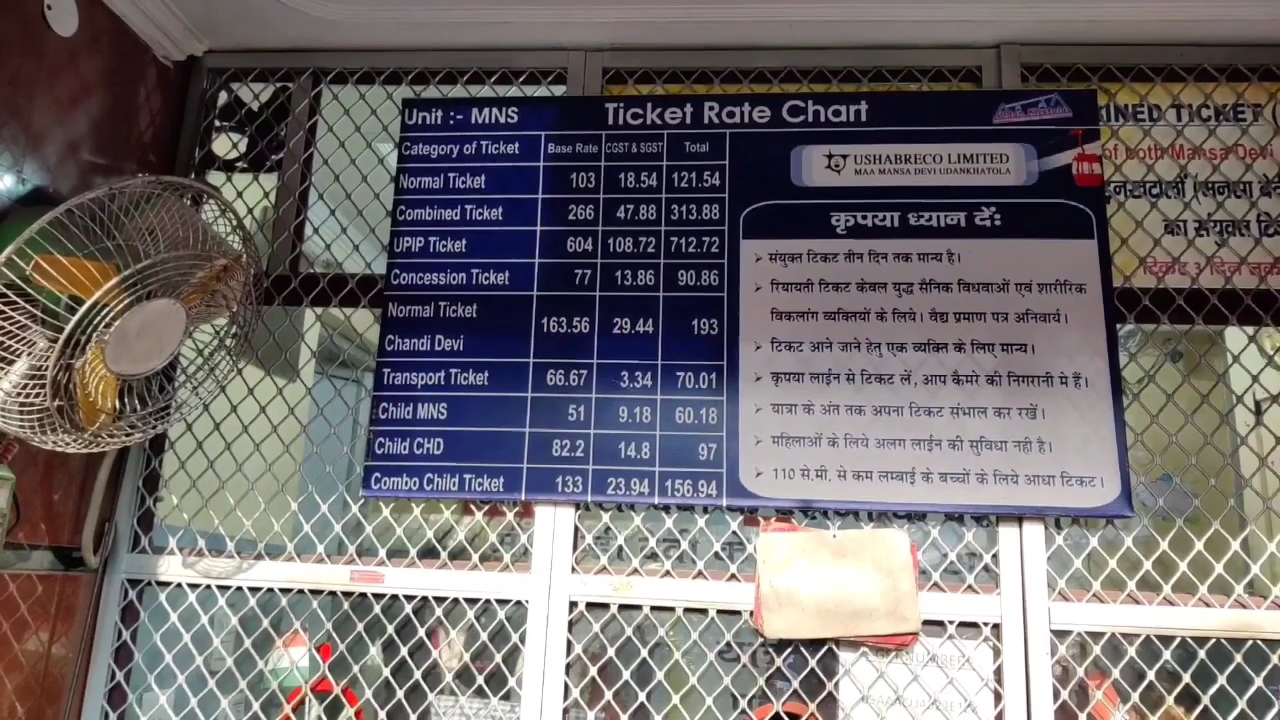 Unit :- MNS Ticket Rate Chart
Category of Ticket Base Rate CGST & SGST Total
Normal Ticket 103 18.54 121.54
Combined Ticket 266 47.88 313.88
UPIP Ticket 604 108.72 712.72
Concession Ticket 77 13.86 90.86
Normal Ticket
Chandi Devi 163.56 29.44 193
Transport Ticket 66.67 3.34 70.01
Child MNS 51 9.18 60.18
Child CHD 82.2 14.8 97
Combo Child Ticket 133 23.94 156.94
USHABRECO LIMITED
MAA MANSA DEVI UDANKHATOLA
कृपया ध्यान दें:
संयुक्त टिकट तीन दिन तक मान्य है।
रियायती टिकट केवल युद्ध सैनिक विधवाओं एवं शारीरिक
विकलांग व्यक्तियों के लिये। वैद्य प्रमाण पत्र अनिवार्य।
टिकट आने जाने हेतु एक व्यक्ति के लिए मान्य।
कृपया लाईन से टिकट लें, आप कैमरे की निगरानी मे हैं।
यात्रा के अंत तक अपना टिकट संभाल कर रखें।
महिलाओं के लिये अलग लाईन की सुविधा नही है।
110 से.मी. से कम लम्बाई के बच्चों के लिये आधा टिकट।
INED TICKET (
of both Mansa Devi
का संयुक्त
टिकट 3 दिन